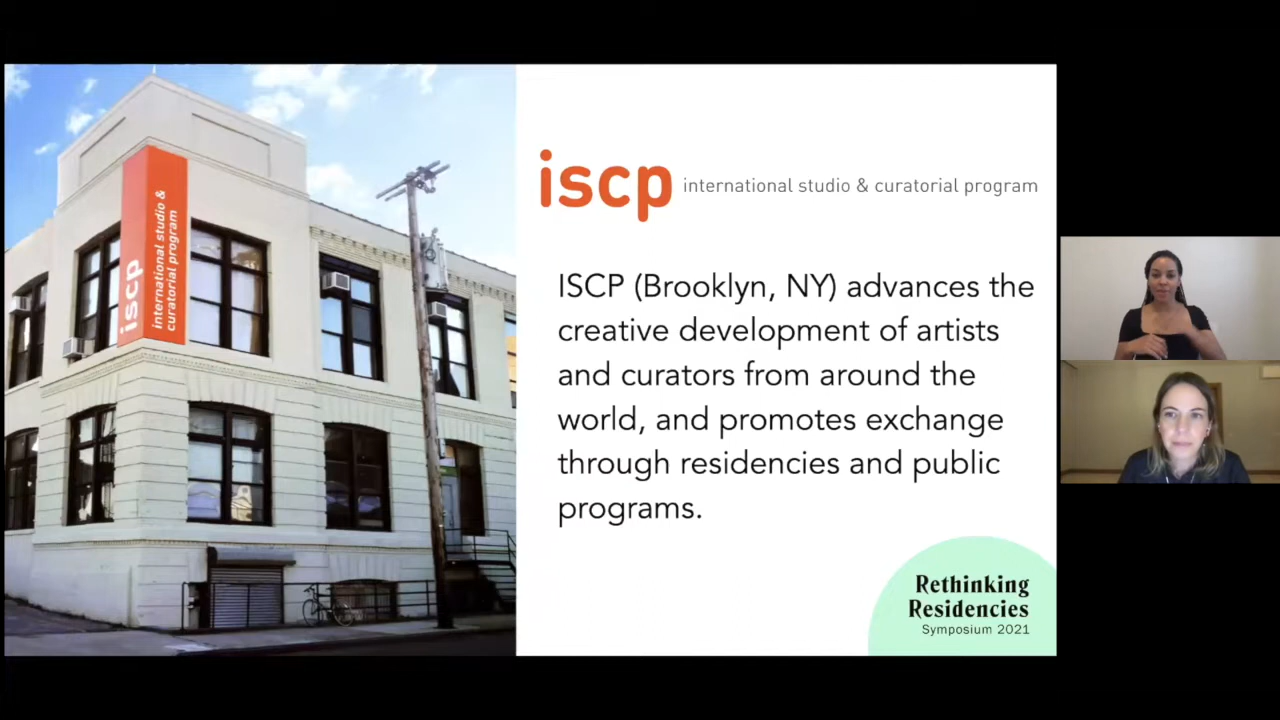 iscp
international studio &
curatorial program
iscp international studio & curatorial program
ISCP (Brooklyn, NY) advances the
creative development of artists
and curators from around the
world, and promotes exchange
through residencies and public
programs.
Rethinking
Residencies
Symposium 2021